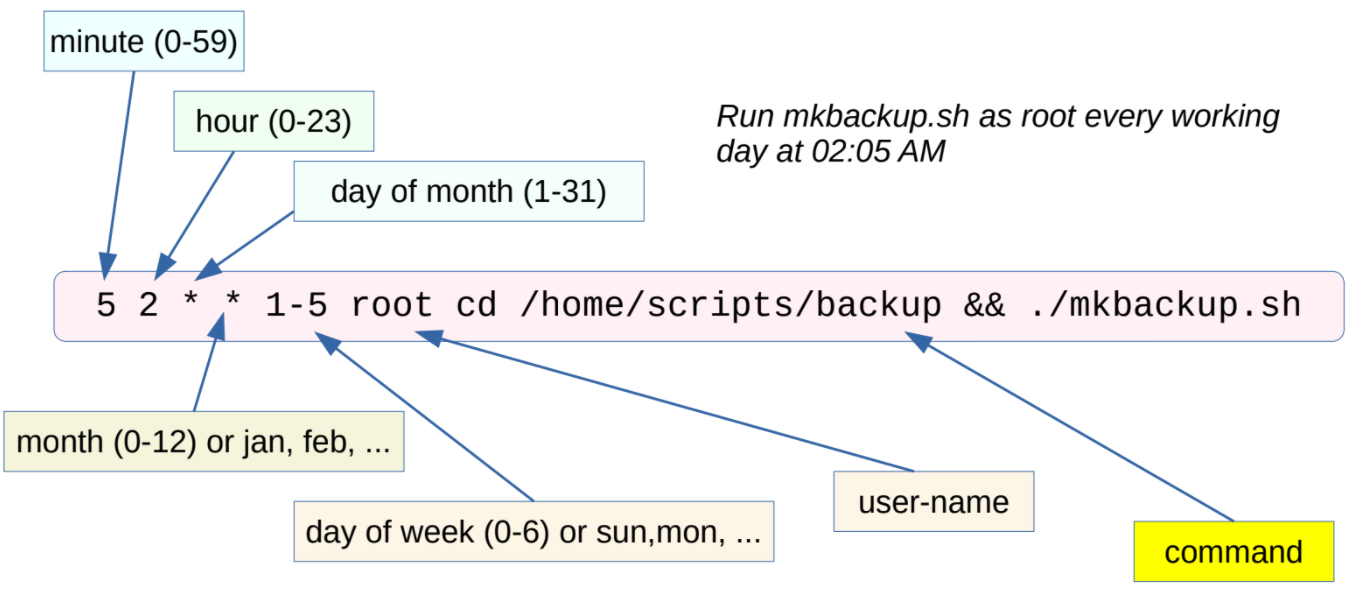 minute (0-59)
hour (0-23)
Run mkbackup.sh as root every working
day at 02:05 AM
day of month (1-31)
5 2 * * 1-5 root cd /home/scripts/backup && ./mkbackup.sh
month (0-12) or jan, feb, ...
day of week (0-6) or sun,mon, ...
user-name
command